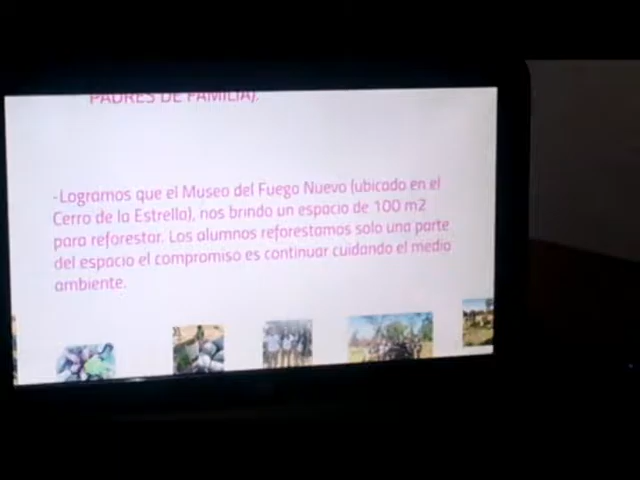 PADRES DE FAMILIA).
-Logramos que el Museo del Fuego Nuevo (ubicado en el
Cerro de la Estrella), nos brindo un espacio de 100 m2
para reforestar. Los alumnos reforestamos solo una parte
del espacio el compromiso es continuar cuidando el medio
ambiente.